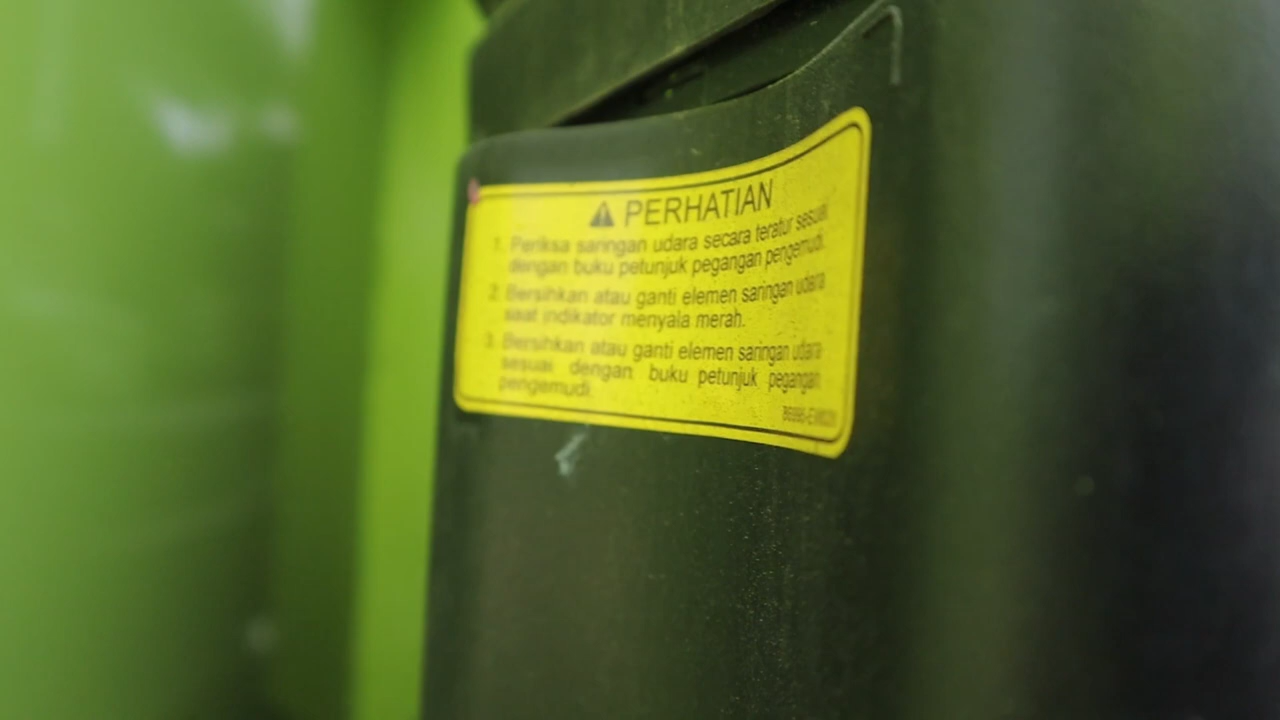 PERHATIAN
1. Periksa saringan udara secara teratur sesuai
dengan buku petunjuk pegangan pengemudi.
2. Bersihkan atau ganti elemen saringan udara
saat indikator menyala merah.
3. Bersihkan atau ganti elemen saringan udara
sesuai dengan buku petunjuk pegangan
pengemudi.